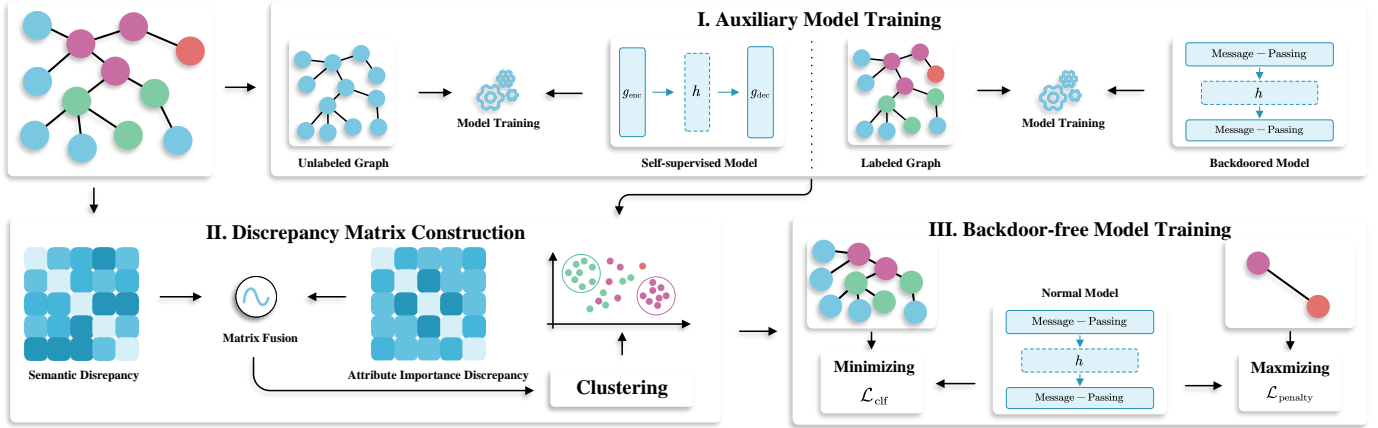 I. Auxiliary Model Training
Unlabeled Graph
Model Training
g_enc
h
g_dec
Self-supervised Model
Labeled Graph
Model Training
Message – Passing
h
Message – Passing
Backdoored Model
II. Discrepancy Matrix Construction
Semantic Disrepancy
Matrix Fusion
Attribute Importance Discrepancy
Clustering
III. Backdoor-free Model Training
Minimizing
ℒ_clf
Normal Model
Message – Passing
h
Message – Passing
Maxmizing
ℒ_penalty